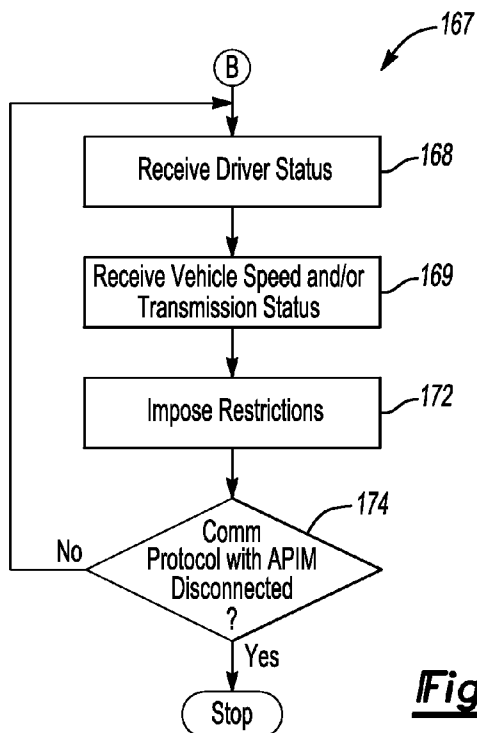 167
B
Receive Driver Status
168
Receive Vehicle Speed and/or
Transmission Status
169
Impose Restrictions
172
174
Comm
Protocol with APIM
Disconnected
?
No
Yes
Stop
Fig